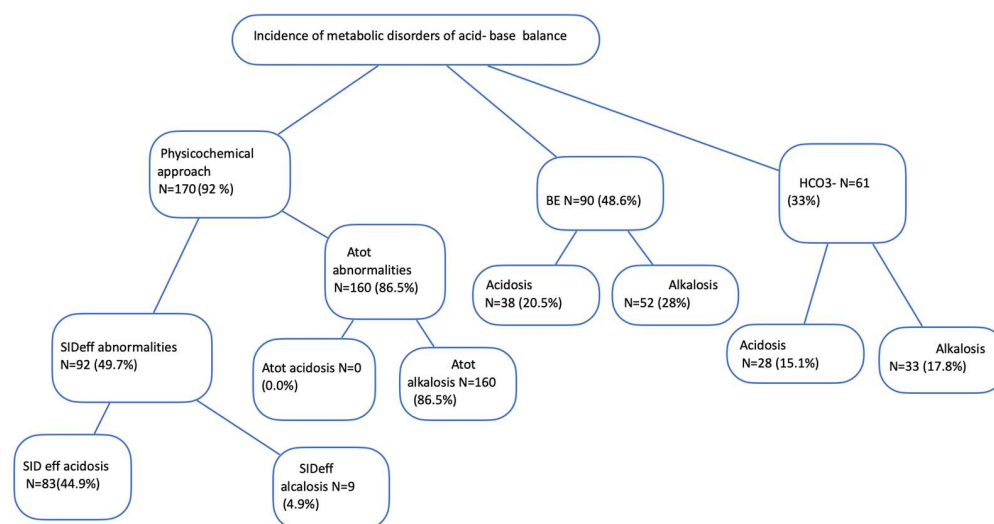 Incidence of metabolic disorders of acid- base balance
Physicochemical
approach
N=170 (92 %)
BE N=90 (48.6%)
HCO3- N=61
(33%)
Atot
abnormalities
N=160 (86.5%)
Acidosis
N=38 (20.5%)
Alkalosis
N=52 (28%)
SIDeff abnormalities
N=92 (49.7%)
Atot acidosis N=0
(0.0%)
Atot
alkalosis N=160
(86.5%)
Acidosis
N=28 (15.1%)
Alkalosis
N=33 (17.8%)
SID eff acidosis
N=83(44.9%)
SIDeff
alcalosis N=9
(4.9%)